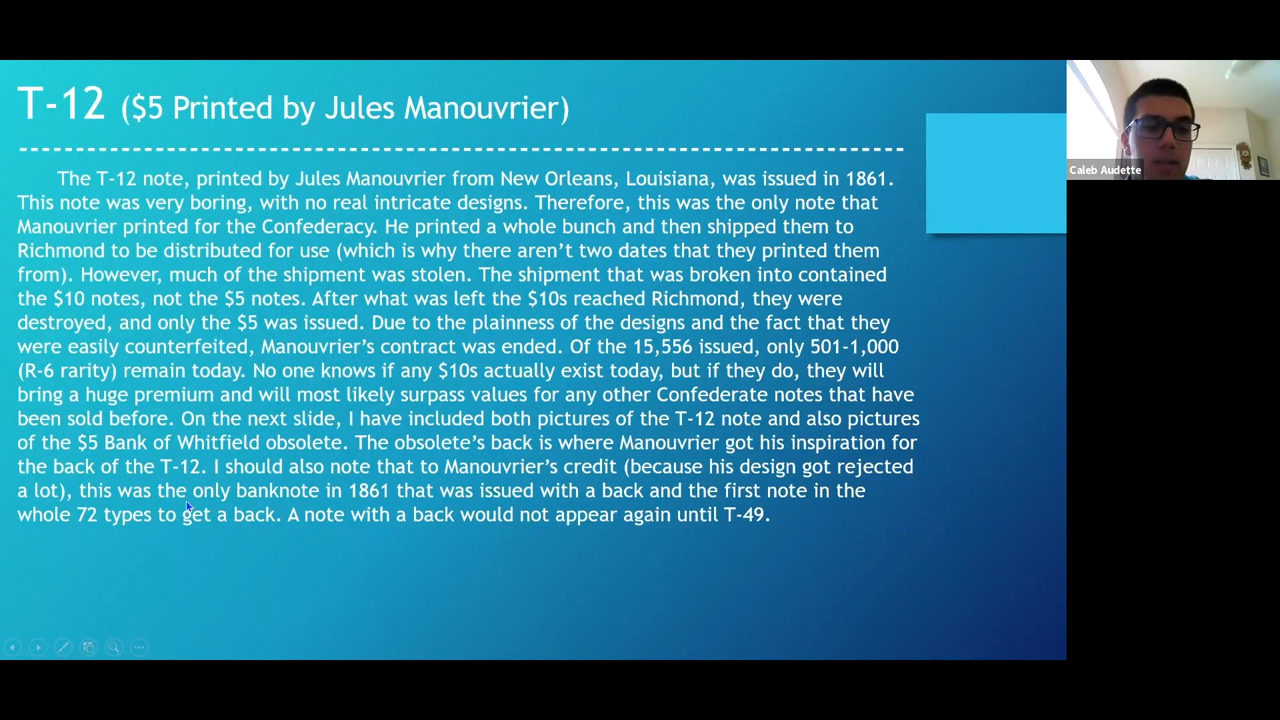 T-12 ($5 Printed by Jules Manouvrier)
The T-12 note, printed by Jules Manouvrier from New Orleans, Louisiana, was issued in 1861.
This note was very boring, with no real intricate designs. Therefore, this was the only note that
Manouvrier printed for the Confederacy. He printed a whole bunch and then shipped them to
Richmond to be distributed for use (which is why there aren't two dates that they printed them
from). However, much of the shipment was stolen. The shipment that was broken into contained
the $10 notes, not the $5 notes. After what was left the $10s reached Richmond, they were
destroyed, and only the $5 was issued. Due to the plainness of the designs and the fact that they
were easily counterfeited, Manouvrier's contract was ended. Of the 15,556 issued, only 501-1,000
(R-6 rarity) remain today. No one knows if any $10s actually exist today, but if they do, they will
bring a huge premium and will most likely surpass values for any other Confederate notes that have
been sold before. On the next slide, I have included both pictures of the T-12 note and also pictures
of the $5 Bank of Whitfield obsolete. The obsolete's back is where Manouvrier got his inspiration for
the back of the T-12. I should also note that to Manouvrier's credit (because his design got rejected
a lot), this was the only banknote in 1861 that was issued with a back and the first note in the
whole 72 types to get a back. A note with a back would not appear again until T-49.
Caleb Audette